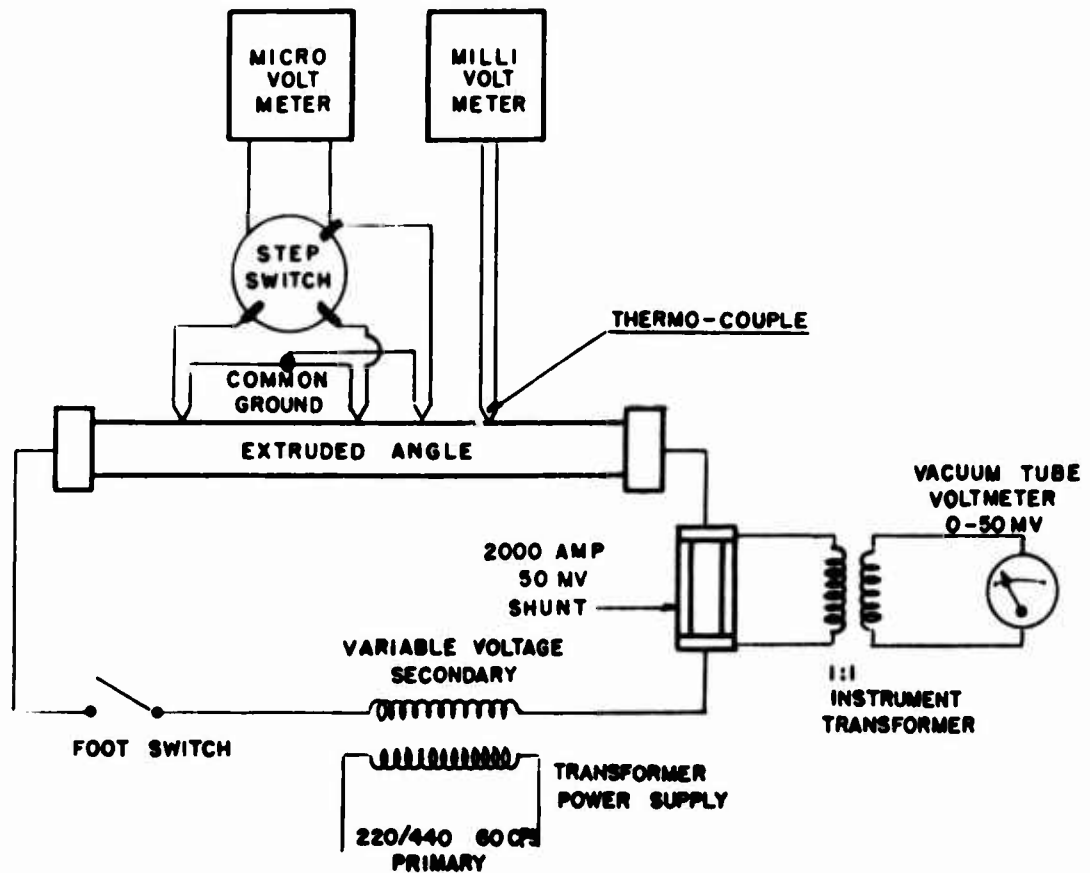 MICRO
VOLT
METER
MILLI
VOLT
METER
STEP
SWITCH
THERMO-COUPLE
COMMON
GROUND
EXTRUDED ANGLE
VACUUM TUBE
VOLTMETER
0-50 MV
2000 AMP
50 MV
SHUNT
VARIABLE VOLTAGE
SECONDARY
1:1
INSTRUMENT
TRANSFORMER
FOOT SWITCH
TRANSFORMER
POWER SUPPLY
220/440 60 CPS
PRIMARY